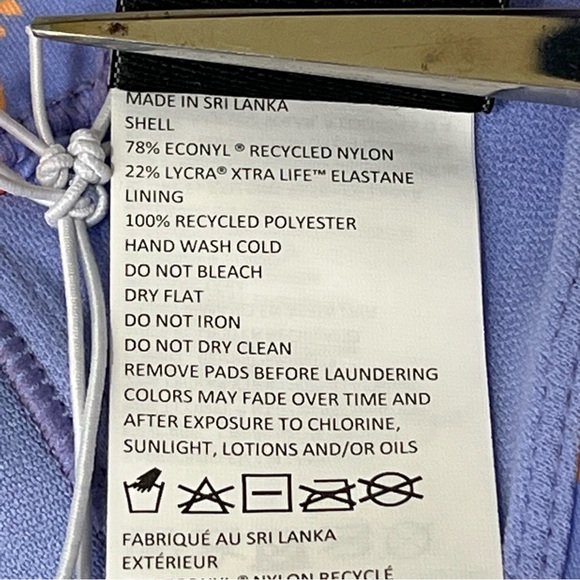 MADE IN SRI LANKA
SHELL
78% ECONYL® RECYCLED NYLON
22% LYCRA® XTRA LIFE™ ELASTANE
LINING
100% RECYCLED POLYESTER
HAND WASH COLD
DO NOT BLEACH
DRY FLAT
DO NOT IRON
DO NOT DRY CLEAN
REMOVE PADS BEFORE LAUNDERING
COLORS MAY FADE OVER TIME AND
AFTER EXPOSURE TO CHLORINE,
SUNLIGHT, LOTIONS AND/OR OILS
FABRIQUÉ AU SRI LANKA
EXTÉRIEUR
ECONYL® NYLON RECYCLÉ